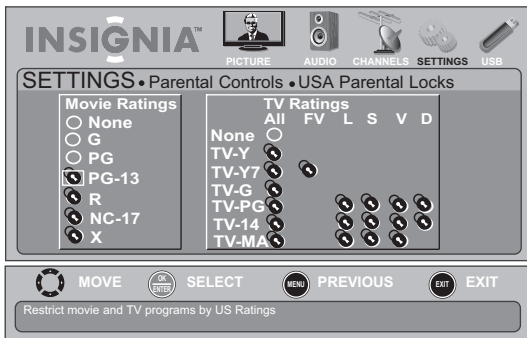 INSIGNIA™
PICTURE AUDIO CHANNELS SETTINGS USB
SETTINGS • Parental Controls • USA Parental Locks
Movie Ratings
None
G
PG
PG-13
R
NC-17
X
TV Ratings
All FV L S V D
None
TV-Y
TV-Y7
TV-G
TV-PG
TV-14
TV-MA
MOVE OK ENTER SELECT MENU PREVIOUS EXIT EXIT
Restrict movie and TV programs by US Ratings